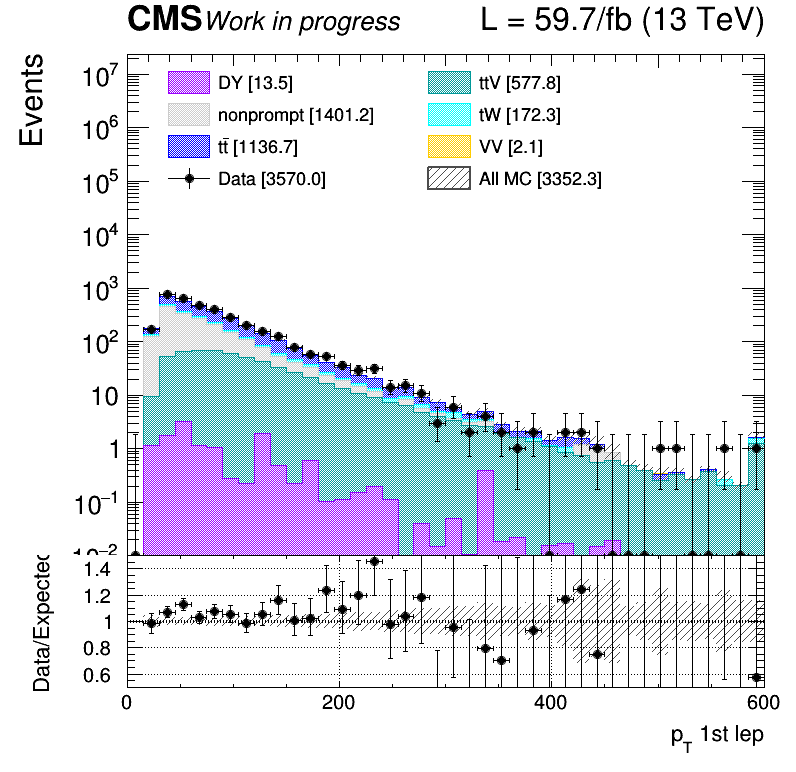 CMS Work in progress L = 59.7/fb (13 TeV)
Events
10⁷
10⁶
10⁵
10⁴
10³
10²
10
1
10⁻¹
10⁻²
DY [13.5]
nonprompt [1401.2]
tt̄ [1136.7]
Data [3570.0]
ttV [577.8]
tW [172.3]
VV [2.1]
All MC [3352.3]
Data/Expected
1.4
1.2
1
0.8
0.6
0 200 400 600
p_T 1st lep